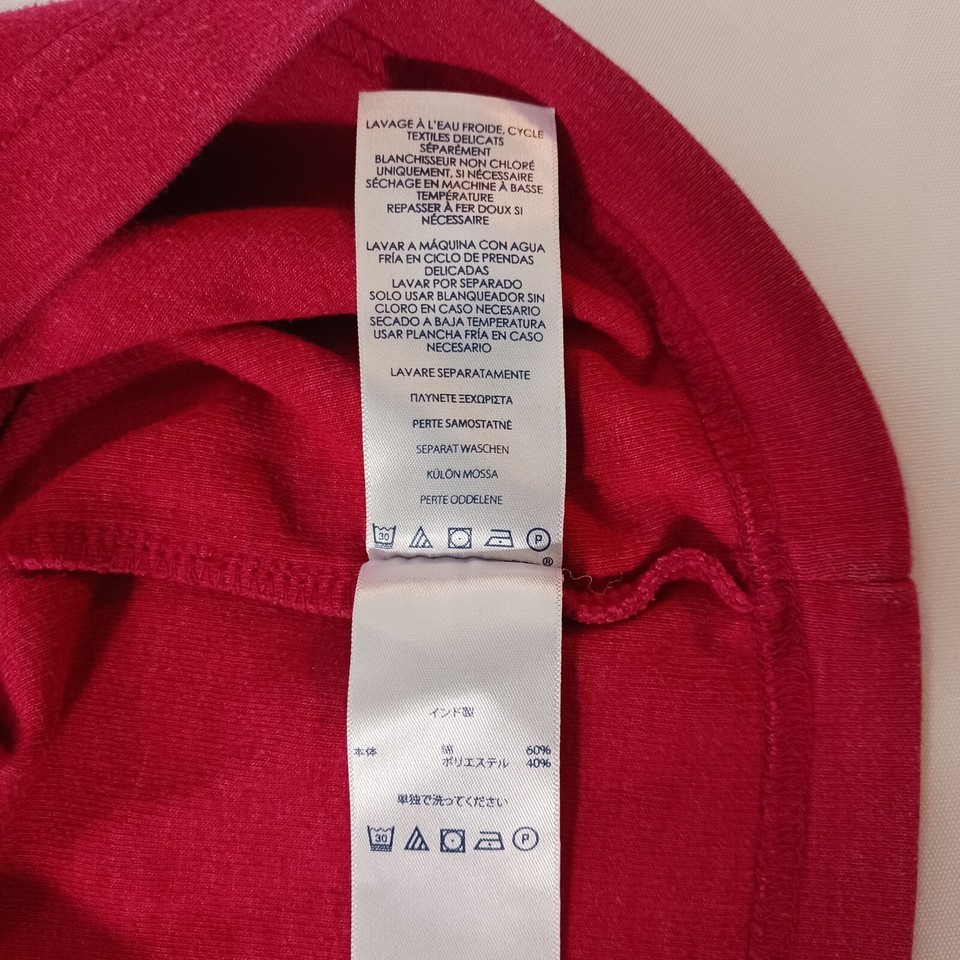 LAVAGE À L'EAU FROIDE, CYCLE
TEXTILES DELICATS
SÉPARÉMENT
BLANCHISSEUR NON CHLORÉ
UNIQUEMENT, SI NÉCESSAIRE
SÉCHAGE EN MACHINE À BASSE
TEMPÉRATURE
REPASSER À FER DOUX SI
NÉCESSAIRE
LAVAR A MÁQUINA CON AGUA
FRÍA EN CICLO DE PRENDAS
DELICADAS
LAVAR POR SEPARADO
SOLO USAR BLANQUEADOR SIN
CLORO EN CASO NECESARIO
SECADO A BAJA TEMPERATURA
USAR PLANCHA FRÍA EN CASO
NECESARIO
LAVARE SEPARATAMENTE
ΠΛΥΝΕΤΕ ΞΕΧΩΡΙΣΤΑ
PERTE SAMOSTATNĚ
SEPARAT WASCHEN
KÜLÖN MOSSA
PERTE ODDELENE
30 P
®
インド製
本体 綿 60%
ポリエステル 40%
単独で洗ってください
30 P